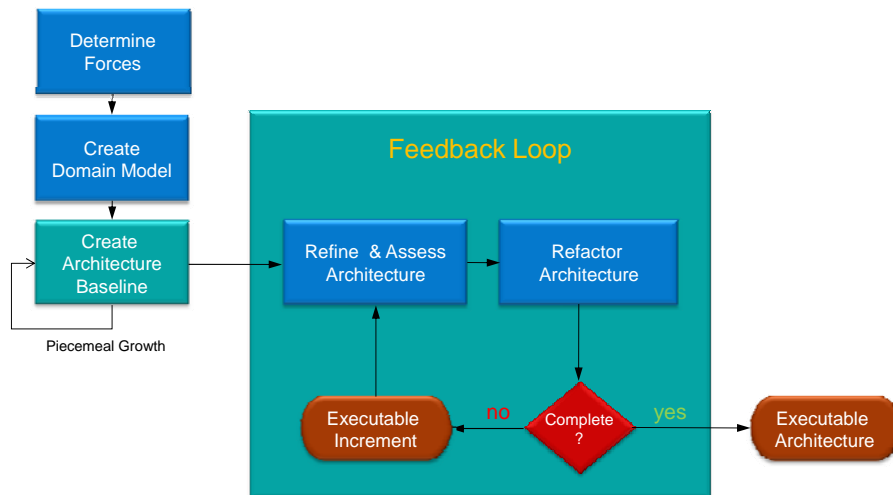 Determine
Forces
Create
Domain Model
Create
Architecture
Baseline
Piecemeal Growth
Feedback Loop
Refine & Assess
Architecture
Refactor
Architecture
Executable
Increment
no
Complete
?
yes
Executable
Architecture